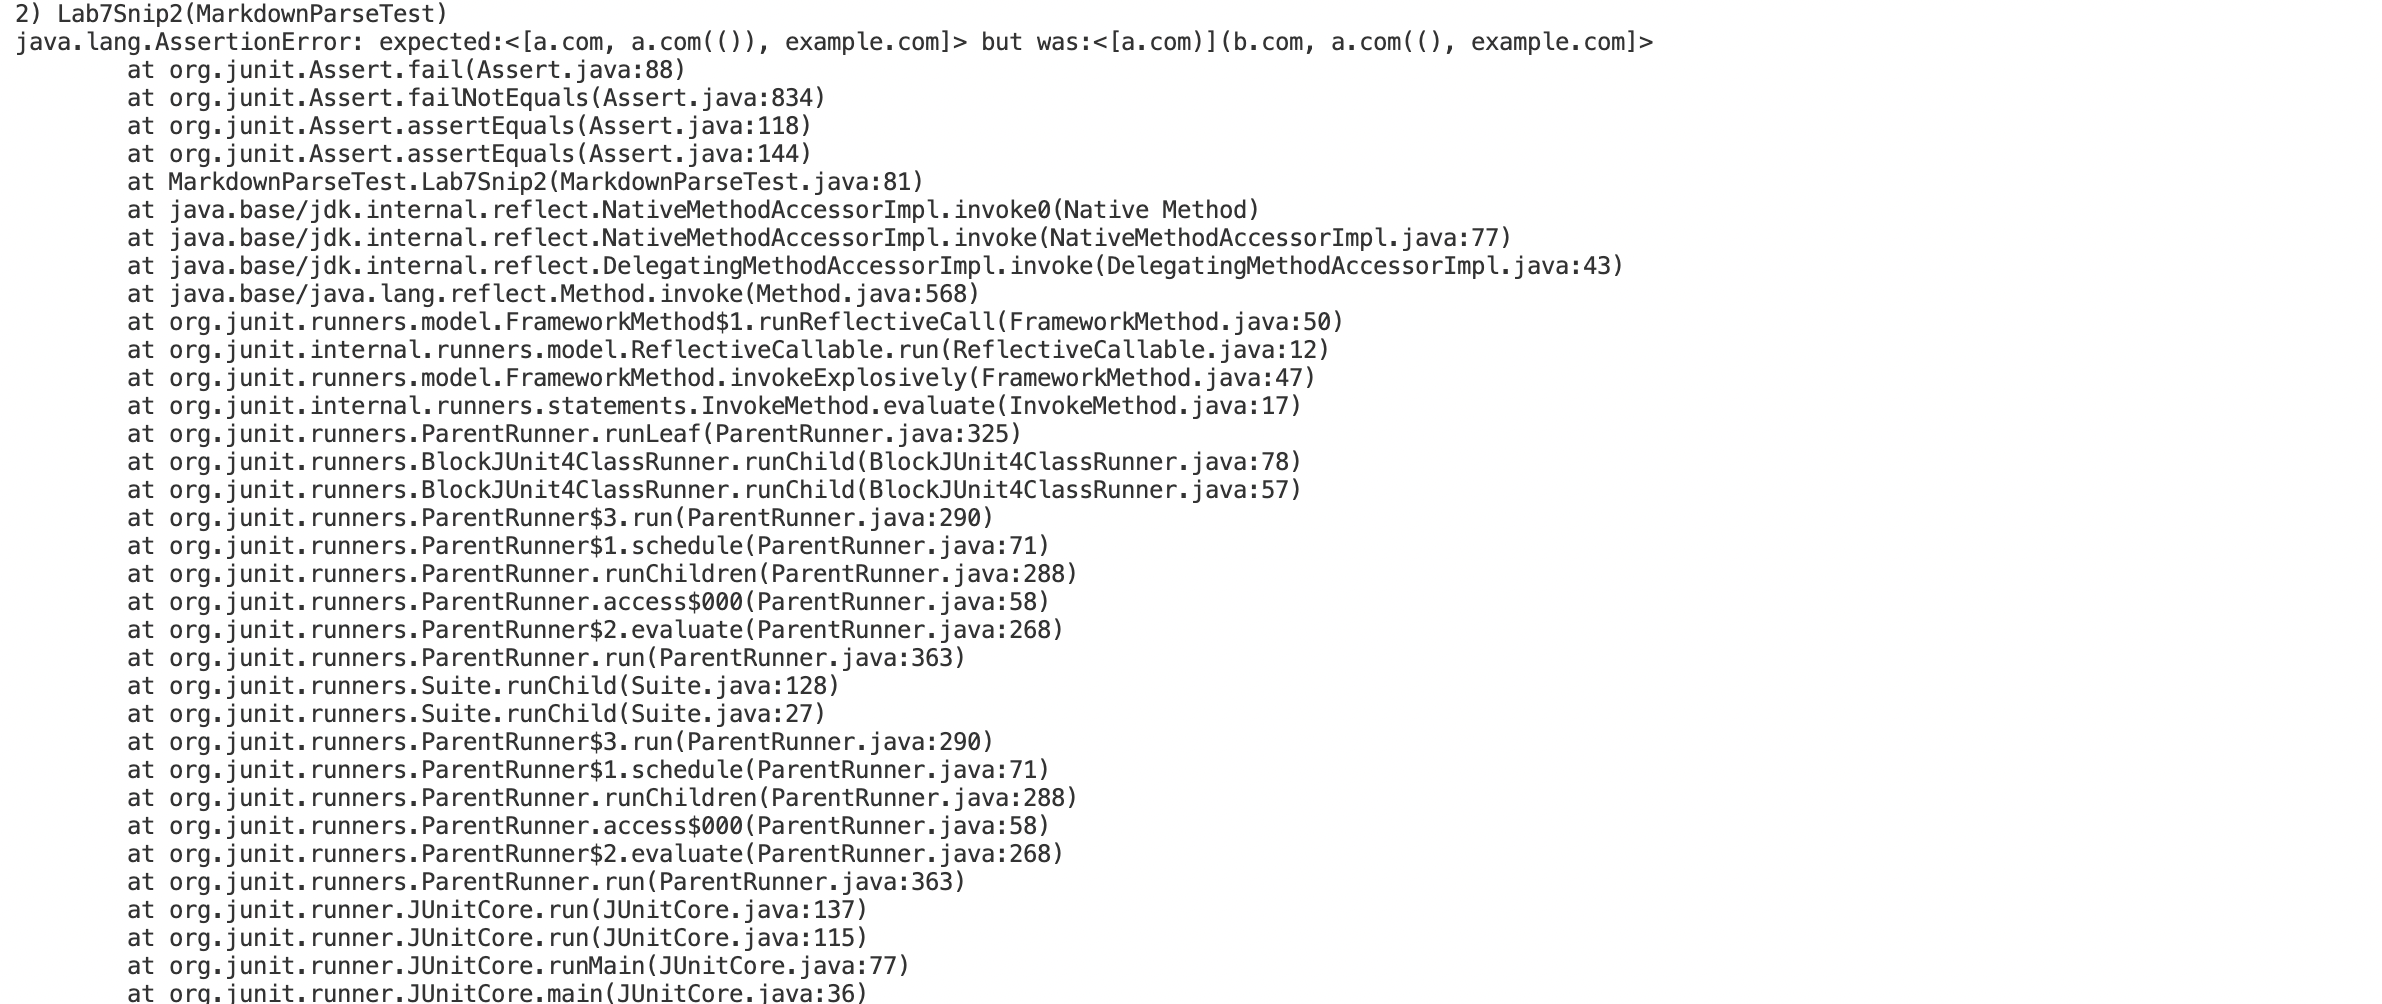 2) Lab7Snip2(MarkdownParseTest)
java.lang.AssertionError: expected:<[a.com, a.com(()), example.com]> but was:<[a.com)](b.com, a.com((), example.com]>
at org.junit.Assert.fail(Assert.java:88)
at org.junit.Assert.failNotEquals(Assert.java:834)
at org.junit.Assert.assertEquals(Assert.java:118)
at org.junit.Assert.assertEquals(Assert.java:144)
at MarkdownParseTest.Lab7Snip2(MarkdownParseTest.java:81)
at java.base/jdk.internal.reflect.NativeMethodAccessorImpl.invoke0(Native Method)
at java.base/jdk.internal.reflect.NativeMethodAccessorImpl.invoke(NativeMethodAccessorImpl.java:77)
at java.base/jdk.internal.reflect.DelegatingMethodAccessorImpl.invoke(DelegatingMethodAccessorImpl.java:43)
at java.base/java.lang.reflect.Method.invoke(Method.java:568)
at org.junit.runners.model.FrameworkMethod$1.runReflectiveCall(FrameworkMethod.java:50)
at org.junit.internal.runners.model.ReflectiveCallable.run(ReflectiveCallable.java:12)
at org.junit.runners.model.FrameworkMethod.invokeExplosively(FrameworkMethod.java:47)
at org.junit.internal.runners.statements.InvokeMethod.evaluate(InvokeMethod.java:17)
at org.junit.runners.ParentRunner.runLeaf(ParentRunner.java:325)
at org.junit.runners.BlockJUnit4ClassRunner.runChild(BlockJUnit4ClassRunner.java:78)
at org.junit.runners.BlockJUnit4ClassRunner.runChild(BlockJUnit4ClassRunner.java:57)
at org.junit.runners.ParentRunner$3.run(ParentRunner.java:290)
at org.junit.runners.ParentRunner$1.schedule(ParentRunner.java:71)
at org.junit.runners.ParentRunner.runChildren(ParentRunner.java:288)
at org.junit.runners.ParentRunner.access$000(ParentRunner.java:58)
at org.junit.runners.ParentRunner$2.evaluate(ParentRunner.java:268)
at org.junit.runners.ParentRunner.run(ParentRunner.java:363)
at org.junit.runners.Suite.runChild(Suite.java:128)
at org.junit.runners.Suite.runChild(Suite.java:27)
at org.junit.runners.ParentRunner$3.run(ParentRunner.java:290)
at org.junit.runners.ParentRunner$1.schedule(ParentRunner.java:71)
at org.junit.runners.ParentRunner.runChildren(ParentRunner.java:288)
at org.junit.runners.ParentRunner.access$000(ParentRunner.java:58)
at org.junit.runners.ParentRunner$2.evaluate(ParentRunner.java:268)
at org.junit.runners.ParentRunner.run(ParentRunner.java:363)
at org.junit.runner.JUnitCore.run(JUnitCore.java:137)
at org.junit.runner.JUnitCore.run(JUnitCore.java:115)
at org.junit.runner.JUnitCore.runMain(JUnitCore.java:77)
at org.junit.runner.JUnitCore.main(JUnitCore.java:36)